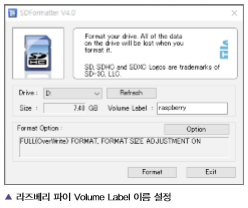 SDFormatter V4.0
Format your drive. All of the data
on the drive will be lost when you
format it.
SD, SDHC and SDXC Logos are trademarks of
SD-3C, LLC.
Drive : D:
Refresh
Size : 7.48 GB
Volume Label : raspberry
Format Option :
Option
FULL(OverWrite) FORMAT, FORMAT SIZE ADJUSTMENT ON
Format
Exit
▲ 라즈베리 파이 Volume Label 이름 설정